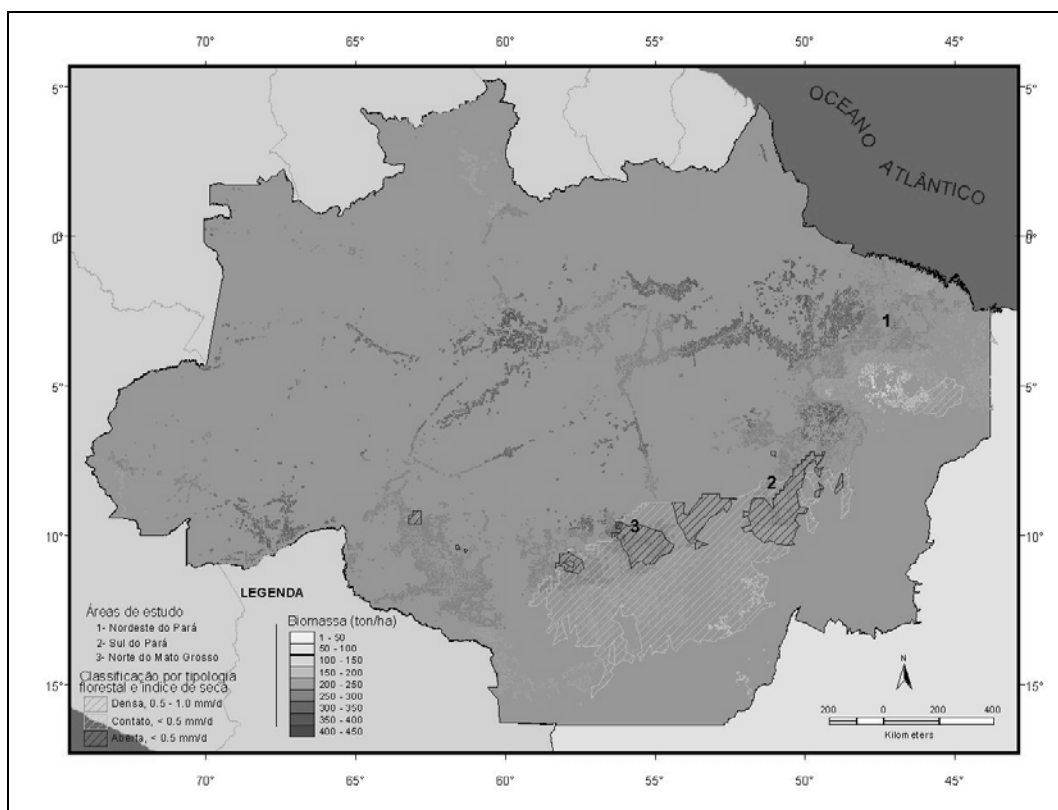 70° 65° 60° 55° 50° 45°
5° 5°
OCEANO ATLÂNTICO
0° 0°
1
5° 5°
2
3
10° 10°
LEGENDA
Áreas de estudo
1- Nordeste do Pará
2- Sul do Pará
3- Norte do Mato Grosso
Classificação por tipologia
florestal e índice de seca
Densa, 0.5 - 1.0 mm/d
Contato, < 0.5 mm/d
Aberta, < 0.5 mm/d
Biomassa (ton/ha)
1 - 50
50 - 100
100 - 150
150 - 200
200 - 250
250 - 300
300 - 350
350 - 400
400 - 450
15° 15°
N
200 0 200 400
Kilometers
70° 65° 60° 55° 50° 45°